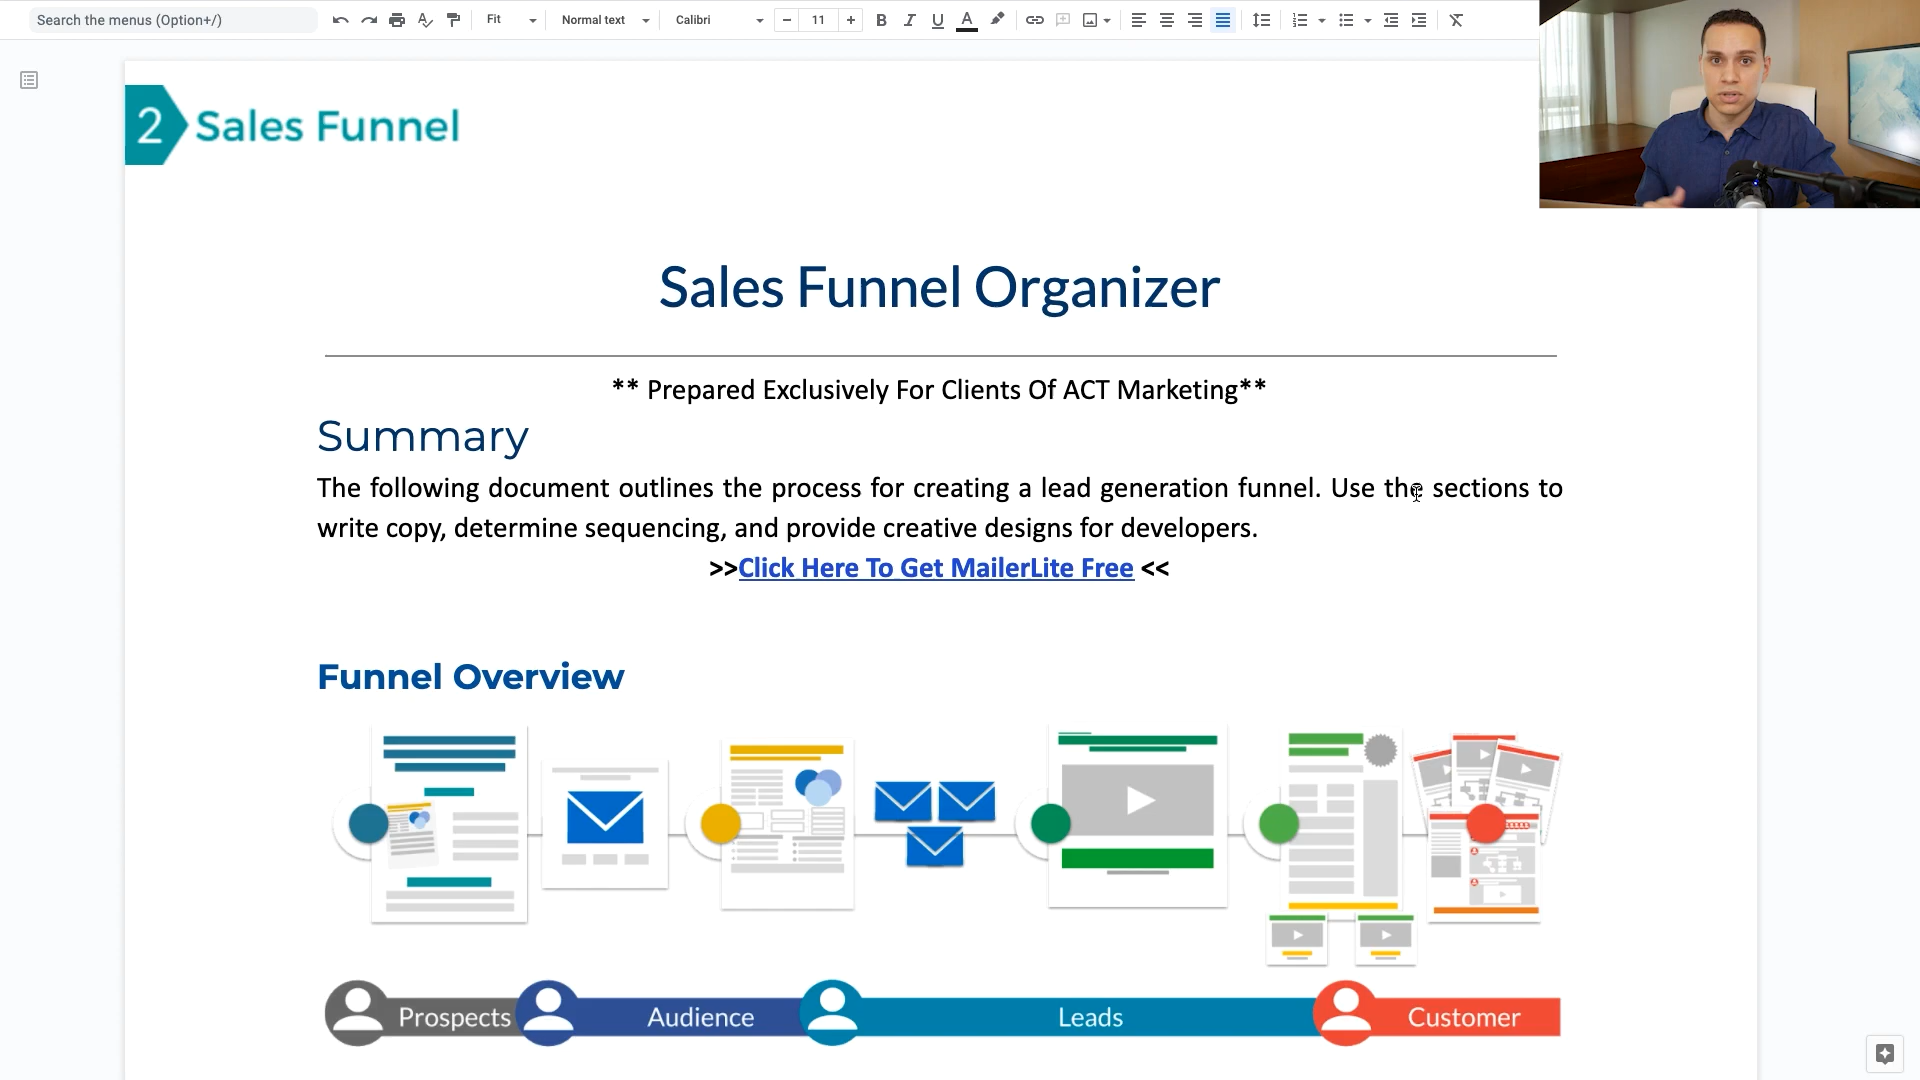 Search the menus (Option+/)
Fit
Normal text
Calibri
11
B I U A
2 Sales Funnel
Sales Funnel Organizer
** Prepared Exclusively For Clients Of ACT Marketing**
Summary
The following document outlines the process for creating a lead generation funnel. Use the sections to
write copy, determine sequencing, and provide creative designs for developers.
>>Click Here To Get MailerLite Free <<
Funnel Overview
Prospects
Audience
Leads
Customer